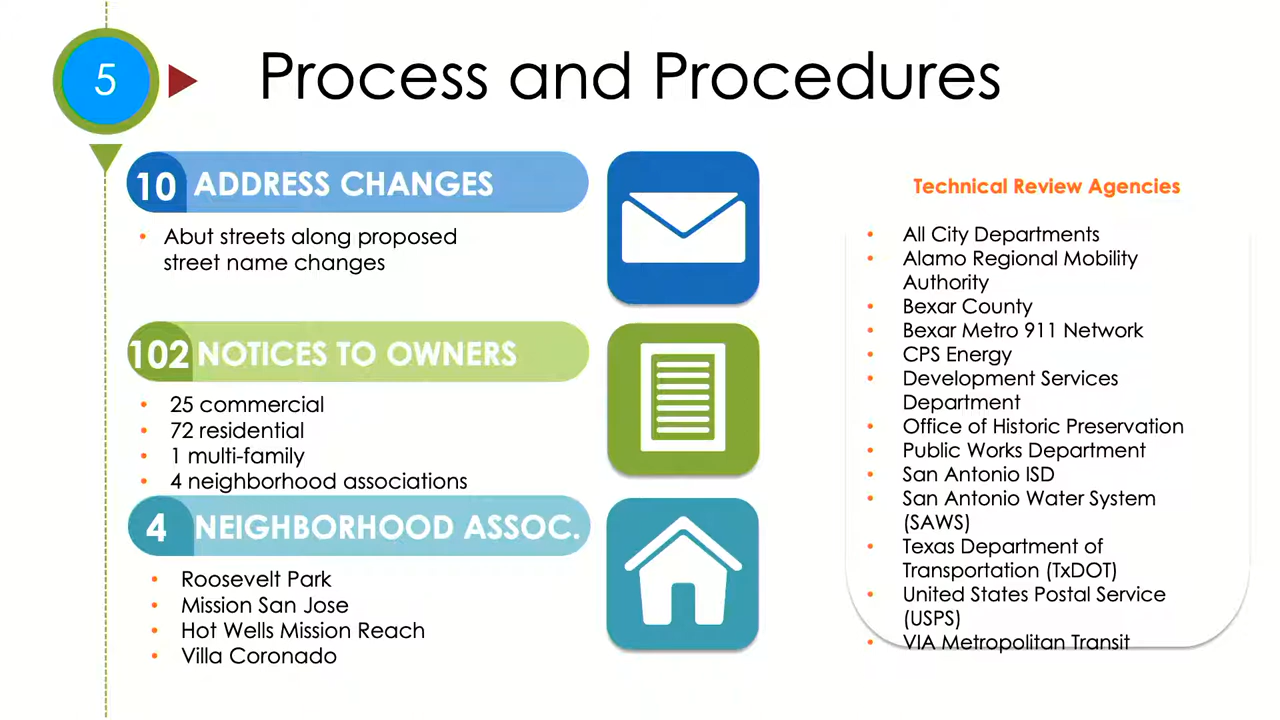 5
Process and Procedures
10 ADDRESS CHANGES
• Abut streets along proposed
street name changes
102 NOTICES TO OWNERS
• 25 commercial
• 72 residential
• 1 multi-family
• 4 neighborhood associations
4 NEIGHBORHOOD ASSOC.
• Roosevelt Park
• Mission San Jose
• Hot Wells Mission Reach
• Villa Coronado
Technical Review Agencies
• All City Departments
• Alamo Regional Mobility
Authority
• Bexar County
• Bexar Metro 911 Network
• CPS Energy
• Development Services
Department
• Office of Historic Preservation
• Public Works Department
• San Antonio ISD
• San Antonio Water System
(SAWS)
• Texas Department of
Transportation (TxDOT)
• United States Postal Service
(USPS)
• VIA Metropolitan Transit